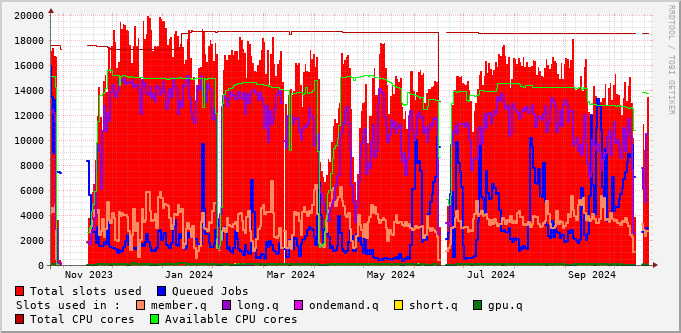 20000
18000
16000
14000
12000
10000
8000
6000
4000
2000
0
Nov 2023 Jan 2024 Mar 2024 May 2024 Jul 2024 Sep 2024
Total slots used Queued Jobs
Slots used in : member.q long.q ondemand.q short.q gpu.q
Total CPU cores Available CPU cores
RRDTOOL / TOBI OETIKER